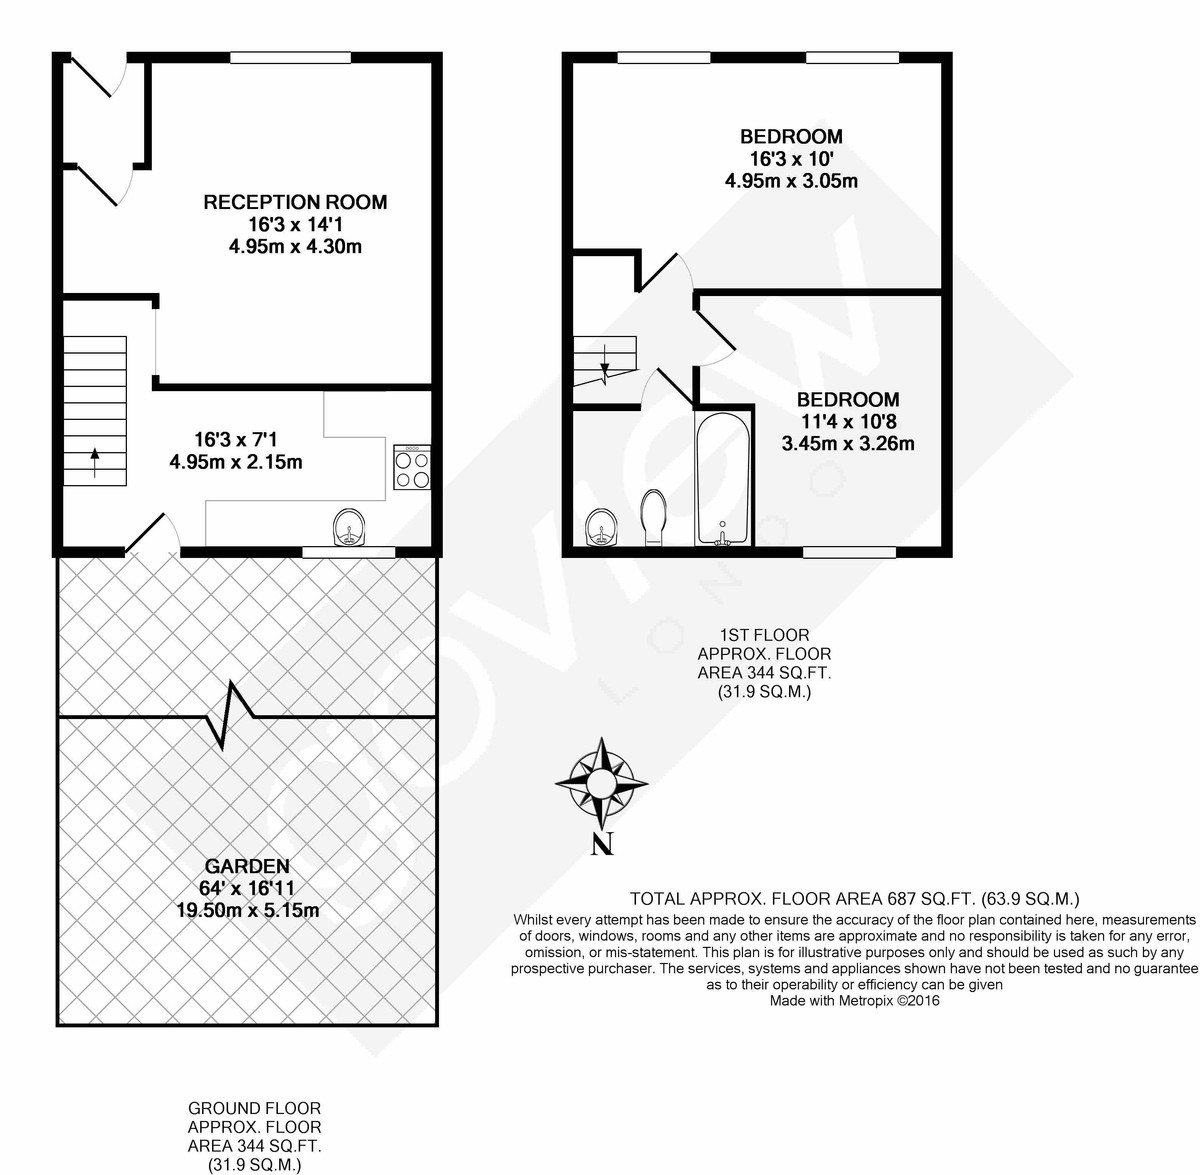 RECEPTION ROOM
16'3 x 14'1
4.95m x 4.30m
16'3 x 7'1
4.95m x 2.15m
GARDEN
64' x 16'11
19.50m x 5.15m
GROUND FLOOR
APPROX. FLOOR
AREA 344 SQ.FT.
(31.9 SQ.M.)
BEDROOM
16'3 x 10'
4.95m x 3.05m
BEDROOM
11'4 x 10'8
3.45m x 3.26m
1ST FLOOR
APPROX. FLOOR
AREA 344 SQ.FT.
(31.9 SQ.M.)
N
TOTAL APPROX. FLOOR AREA 687 SQ.FT. (63.9 SQ.M.)
Whilst every attempt has been made to ensure the accuracy of the floor plan contained here, measurements
of doors, windows, rooms and any other items are approximate and no responsibility is taken for any error,
omission, or mis-statement. This plan is for illustrative purposes only and should be used as such by any
prospective purchaser. The services, systems and appliances shown have not been tested and no guarantee
as to their operability or efficiency can be given
Made with Metropix ©2016
goview
LONDON